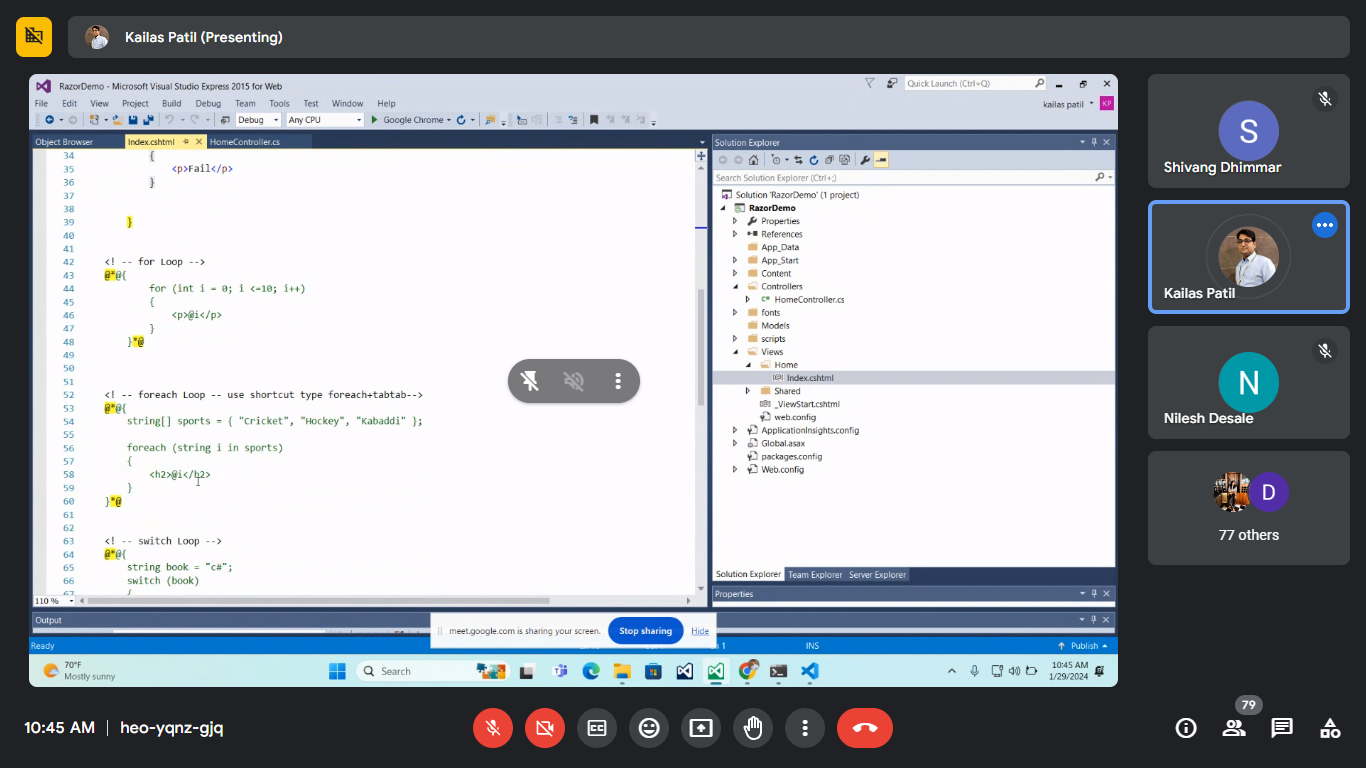 Kailas Patil (Presenting)
RazorDemo - Microsoft Visual Studio Express 2015 for Web
Quick Launch (Ctrl+Q)
File Edit View Project Build Debug Team Tools Test Window Help
kailas patil KP
Debug Any CPU Google Chrome
Object Browser Index.cshtml HomeController.cs
34 {
35 <p>Fail</p>
36 }
37
38
39 }
40
41
42 <! -- for Loop -->
43 @*@{
44 for (int i = 0; i <=10; i++)
45 {
46 <p>@i</p>
47 }
48 }*@
49
50
51
52 <! -- foreach Loop -- use shortcut type foreach+tabtab-->
53 @*@{
54 string[] sports = { "Cricket", "Hockey", "Kabaddi" };
55
56 foreach (string i in sports)
57 {
58 <h2>@i</h2>
59 }
60 }*@
61
62
63 <! -- switch Loop -->
64 @*@{
65 string book = "c#";
66 switch (book)
67 {
110 %
Solution Explorer
Search Solution Explorer (Ctrl+;)
Solution 'RazorDemo' (1 project)
RazorDemo
Properties
References
App_Data
App_Start
Content
Controllers
C# HomeController.cs
fonts
Models
scripts
Views
Home
Index.cshtml
Shared
_ViewStart.cshtml
web.config
ApplicationInsights.config
Global.asax
packages.config
Web.config
Solution Explorer Team Explorer Server Explorer
Properties
Output
meet.google.com is sharing your screen. Stop sharing Hide
Ready INS Publish
70°F
Mostly sunny
Search
10:45 AM
1/29/2024
S
Shivang Dhimmar
Kailas Patil
N
Nilesh Desale
D
77 others
10:45 AM | heo-yqnz-gjq
79